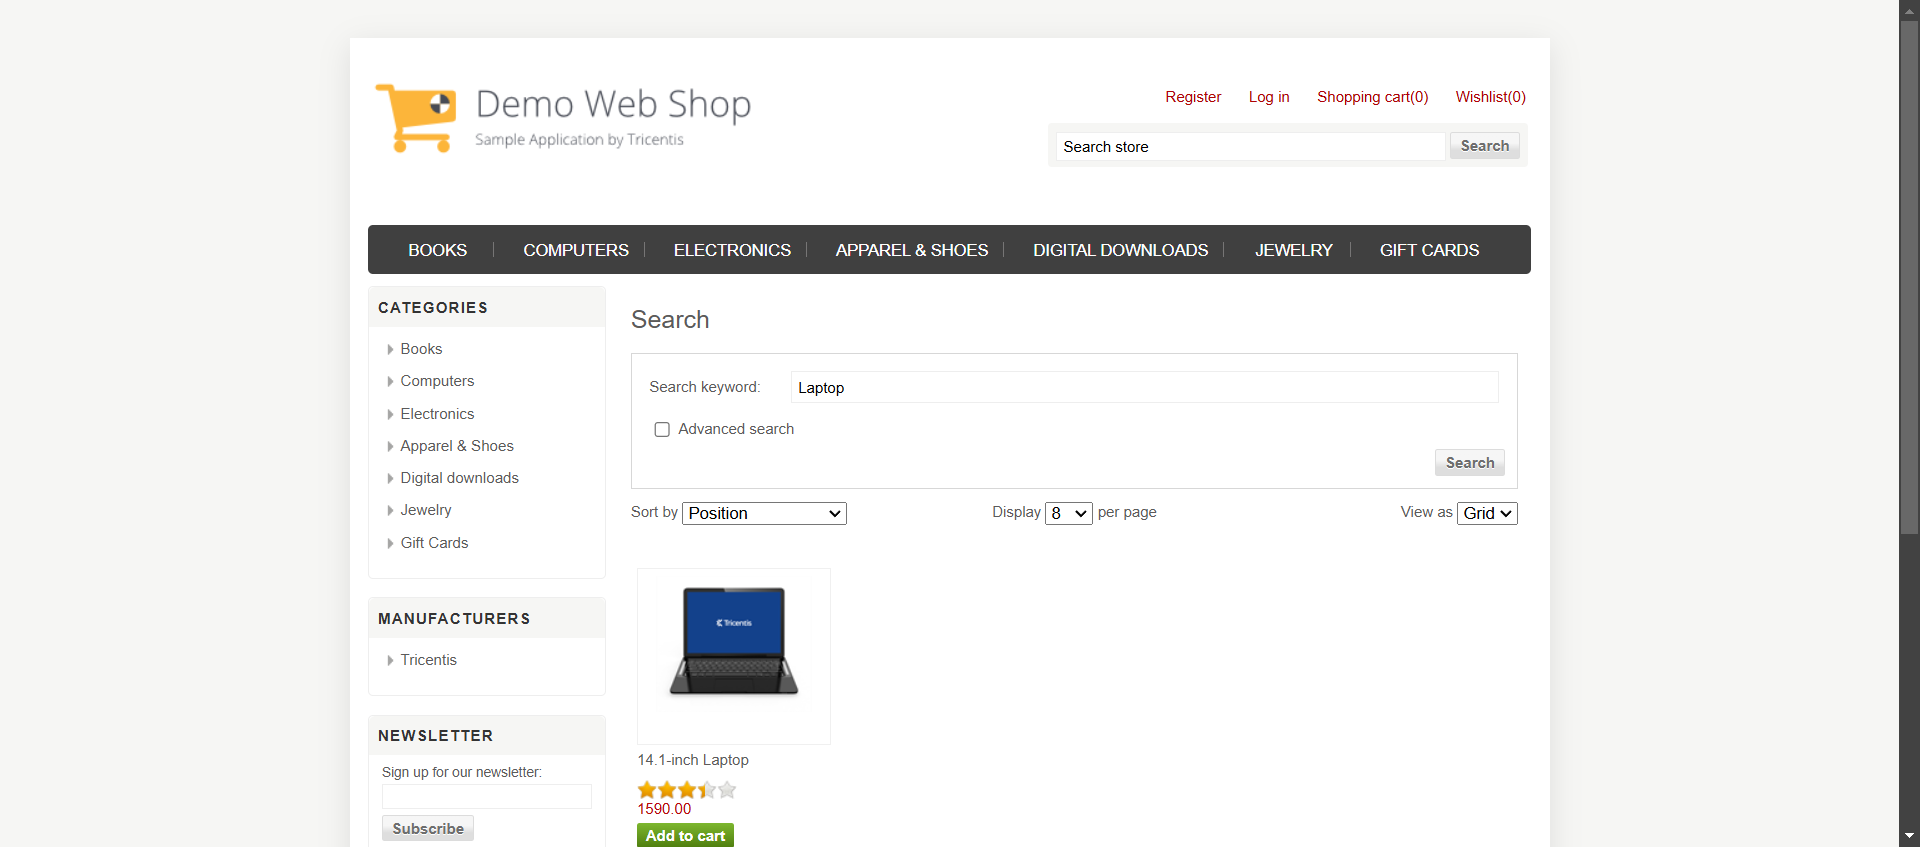 Demo Web Shop
Sample Application by Tricentis
Register Log in Shopping cart(0) Wishlist(0)
Search store Search
BOOKS COMPUTERS ELECTRONICS APPAREL & SHOES DIGITAL DOWNLOADS JEWELRY GIFT CARDS
CATEGORIES
Books
Computers
Electronics
Apparel & Shoes
Digital downloads
Jewelry
Gift Cards
MANUFACTURERS
Tricentis
NEWSLETTER
Sign up for our newsletter:
Subscribe
Search
Search keyword: Laptop
Advanced search
Search
Sort by Position Display 8 per page View as Grid
Tricentis
14.1-inch Laptop
1590.00
Add to cart